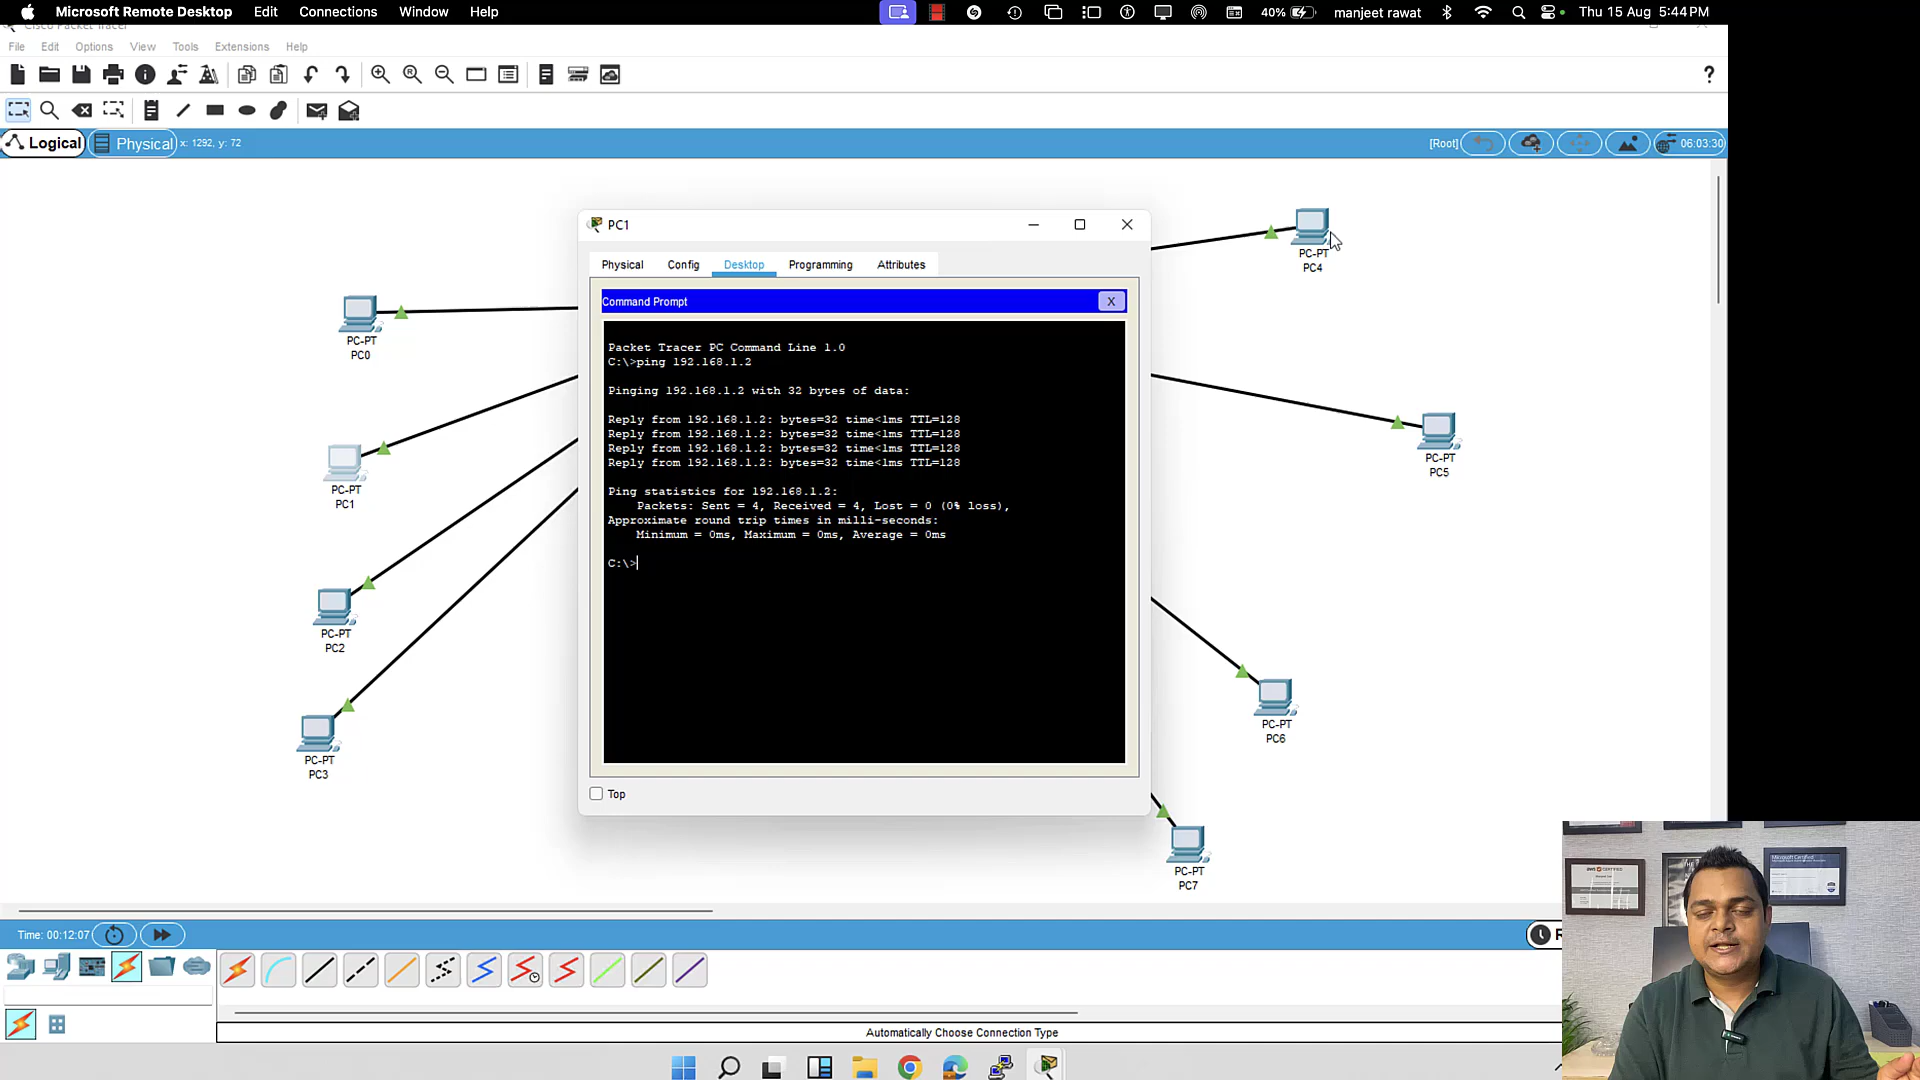 Microsoft Remote Desktop Edit Connections Window Help 40% manjeet rawat Thu 15 Aug 5:44 PM
Cisco Packet Tracer
File Edit Options View Tools Extensions Help
?
Logical Physical x: 1292, y: 72 [Root] 06:03:30
PC1
Physical Config Desktop Programming Attributes
Command Prompt X
Packet Tracer PC Command Line 1.0
C:\>ping 192.168.1.2
Pinging 192.168.1.2 with 32 bytes of data:
Reply from 192.168.1.2: bytes=32 time<1ms TTL=128
Reply from 192.168.1.2: bytes=32 time<1ms TTL=128
Reply from 192.168.1.2: bytes=32 time<1ms TTL=128
Reply from 192.168.1.2: bytes=32 time<1ms TTL=128
Ping statistics for 192.168.1.2:
Packets: Sent = 4, Received = 4, Lost = 0 (0% loss),
Approximate round trip times in milli-seconds:
Minimum = 0ms, Maximum = 0ms, Average = 0ms
C:\>
Top
PC-PT
PC0
PC-PT
PC1
PC-PT
PC2
PC-PT
PC3
PC-PT
PC4
PC-PT
PC5
PC-PT
PC6
PC-PT
PC7
Time: 00:12:07
R
Automatically Choose Connection Type